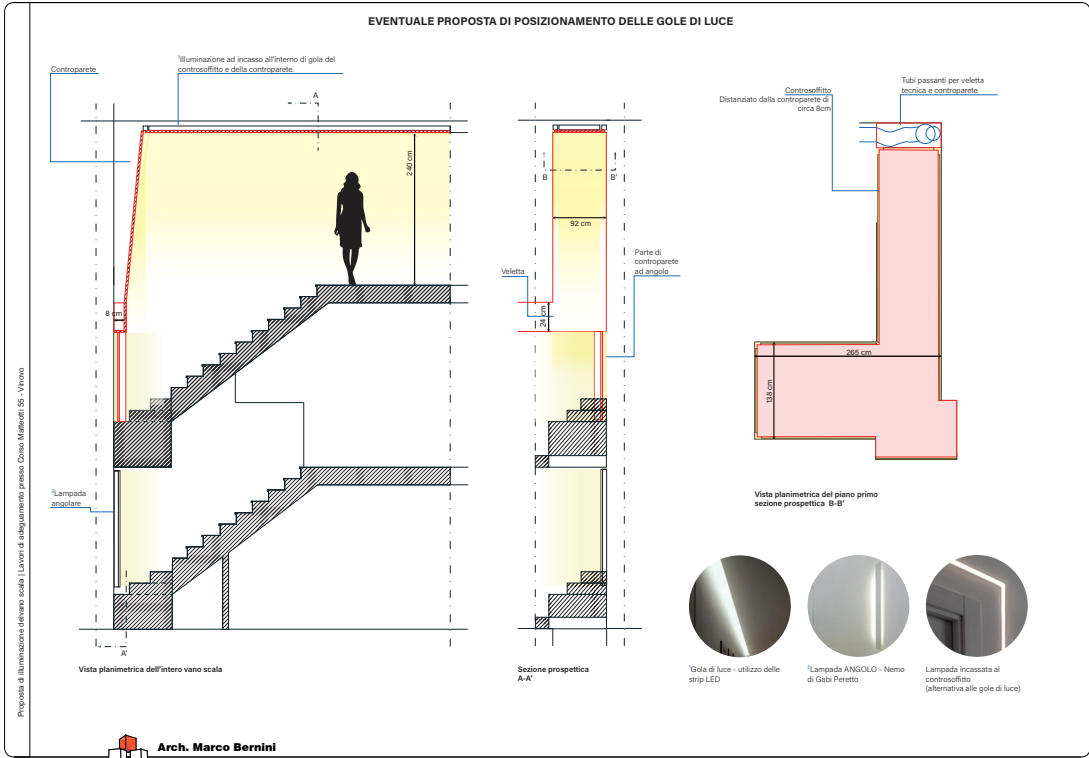 EVENTUALE PROPOSTA DI POSIZIONAMENTO DELLE GOLE DI LUCE
Controparete
¹Illuminazione ad incasso all'interno di gola del
controsoffitto e della controparete.
A
240 cm
8 cm
²Lampada
angolare
A'
Vista planimetrica dell'intero vano scala
B
B'
92 cm
Veletta
24 cm
Parte di
controparete
ad angolo
Sezione prospettica
A-A'
Controsoffitto
Distanziato dalla controparete di
circa 8cm
Tubi passanti per veletta
tecnica e controparete
265 cm
138 cm
Vista planimetrica del piano primo
sezione prospettica B-B'
¹Gola di luce - utilizzo delle
strip LED
²Lampada ANGOLO - Nemo
di Gabi Peretto
Lampada incassata al
controsoffitto
(alternativa alle gole di luce)
Proposta di illuminazione del vano scala | Lavori di adeguamento presso Corso Matteotti 55 - Vinovo
Arch. Marco Bernini